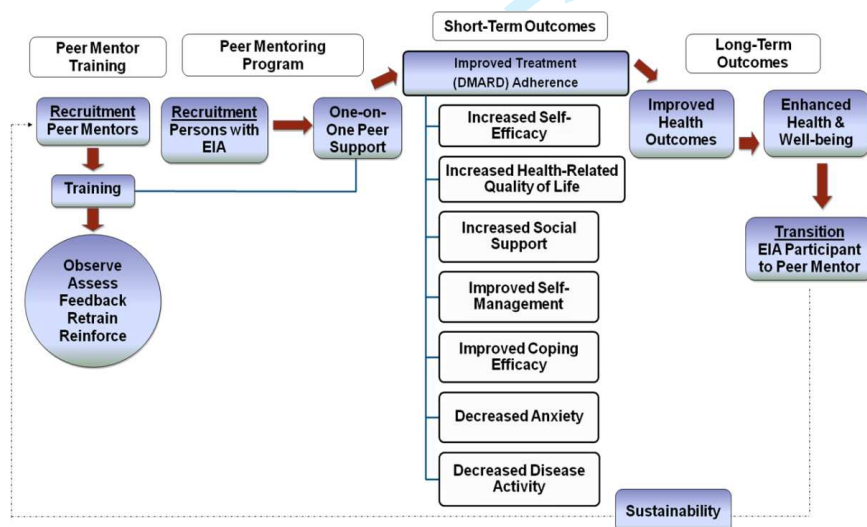 Short-Term Outcomes
Peer Mentor
Training
Peer Mentoring
Program
Improved Treatment
(DMARD) Adherence
Long-Term
Outcomes
Recruitment
Peer Mentors
Recruitment
Persons with
EIA
One-on-
One Peer
Support
Increased Self-
Efficacy
Improved
Health
Outcomes
Enhanced
Health &
Well-being
Training
Increased Health-Related
Quality of Life
Increased Social
Support
Transition
EIA Participant
to Peer Mentor
Observe
Assess
Feedback
Retrain
Reinforce
Improved Self-
Management
Improved Coping
Efficacy
Decreased Anxiety
Decreased Disease
Activity
Sustainability